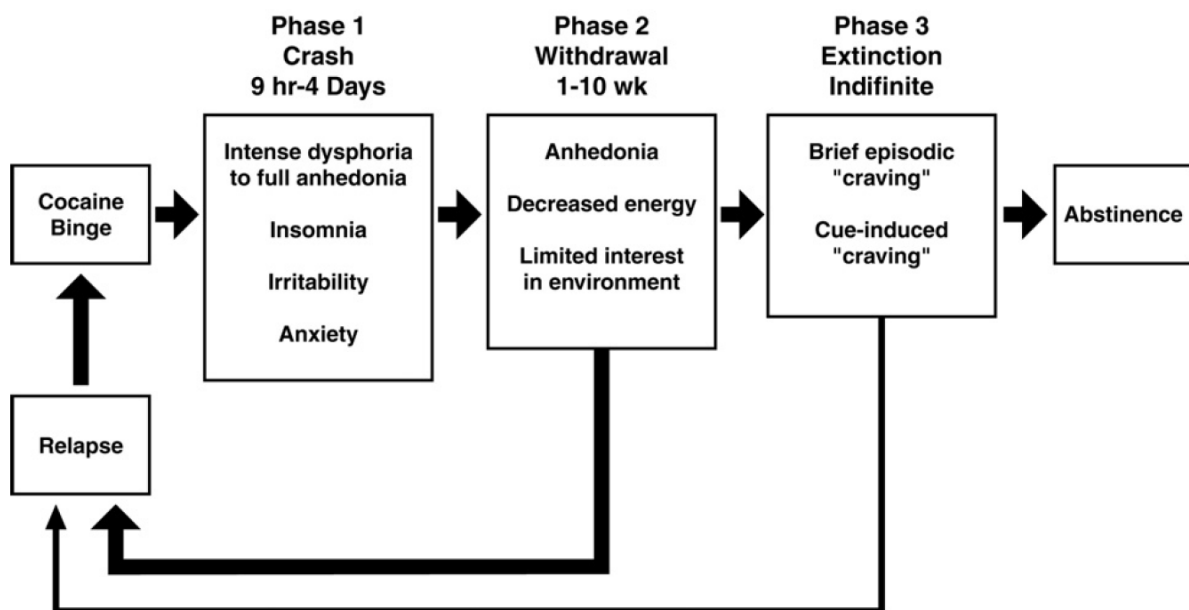 Phase 1
Crash
9 hr-4 Days
Phase 2
Withdrawal
1-10 wk
Phase 3
Extinction
Indifinite
Cocaine
Binge
Intense dysphoria
to full anhedonia
Insomnia
Irritability
Anxiety
Anhedonia
Decreased energy
Limited interest
in environment
Brief episodic
"craving"
Cue-induced
"craving"
Abstinence
Relapse